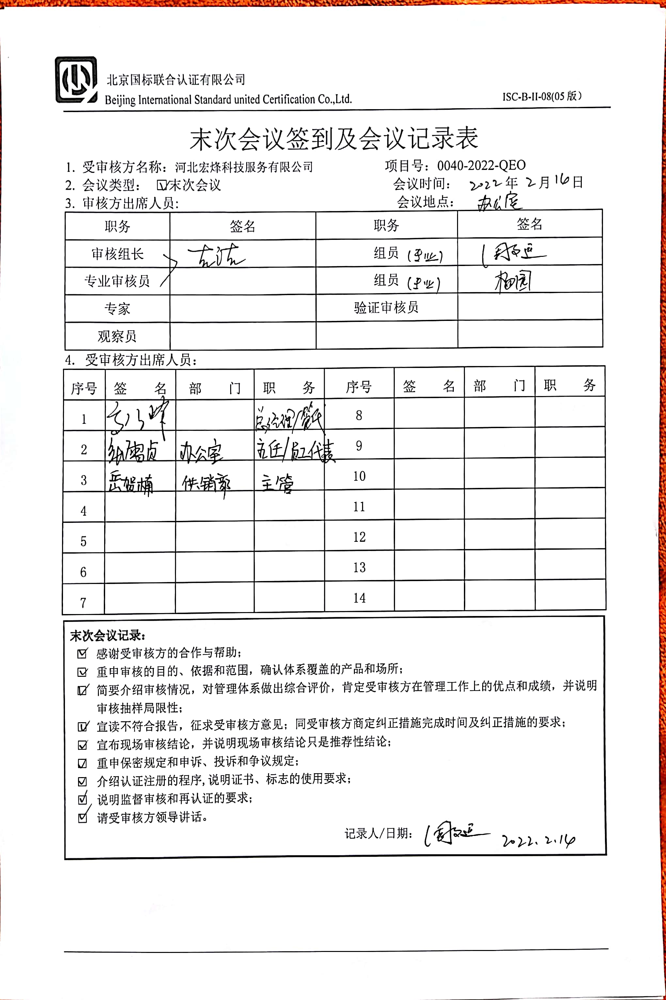 北京国标联合认证有限公司
Beijing International Standard united Certification Co.,Ltd.
ISC-B-II-08(05 版）
末次会议签到及会议记录表
1. 受审核方名称：河北宏烽科技服务有限公司 项目号：0040-2022-QEO
2. 会议类型： ☑末次会议 会议时间： 2022年2月14日
3. 审核方出席人员: 会议地点： 办公室
职务 签名 职务 签名
审核组长 组员 (专业)
专业审核员 组员 (专业) 杨园
专家 验证审核员
观察员
4. 受审核方出席人员：
序号 签 名 部 门 职 务 序号 签 名 部 门 职 务
1 总经理/管代 8
2 办公室 主任/员工代表 9
3 岳贺楠 供销部 主管 10
4 11
5 12
6 13
7 14
末次会议记录：
☑ 感谢受审核方的合作与帮助；
☑ 重申审核的目的、依据和范围，确认体系覆盖的产品和场所；
☑ 简要介绍审核情况，对管理体系做出综合评价，肯定受审核方在管理工作上的优点和成绩，并说明
审核抽样局限性；
☑ 宣读不符合报告，征求受审核方意见；同受审核方商定纠正措施完成时间及纠正措施的要求；
☑ 宣布现场审核结论，并说明现场审核结论只是推荐性结论；
☑ 重申保密规定和申诉、投诉和争议规定；
☑ 介绍认证注册的程序,说明证书、标志的使用要求；
☑ 说明监督审核和再认证的要求；
☑ 请受审核方领导讲话。
记录人/日期： 2022.2.14